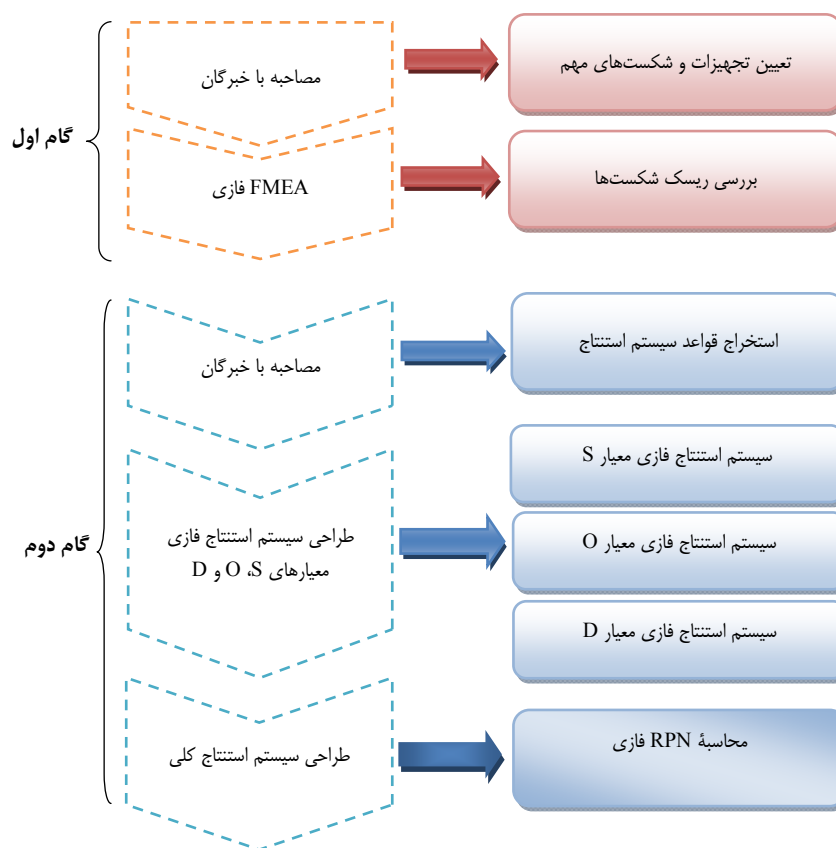 گام اول
مصاحبه با خبرگان
تعیین تجهیزات و شکست‌های مهم
FMEA فازی
بررسی ریسک شکست‌ها
گام دوم
مصاحبه با خبرگان
استخراج قواعد سیستم استنتاج
طراحی سیستم استنتاج فازی
معیارهای S، O و D
سیستم استنتاج فازی معیار S
سیستم استنتاج فازی معیار O
سیستم استنتاج فازی معیار D
طراحی سیستم استنتاج کلی
محاسبۀ RPN فازی